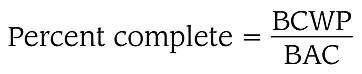 Percent complete = BCWP / BAC